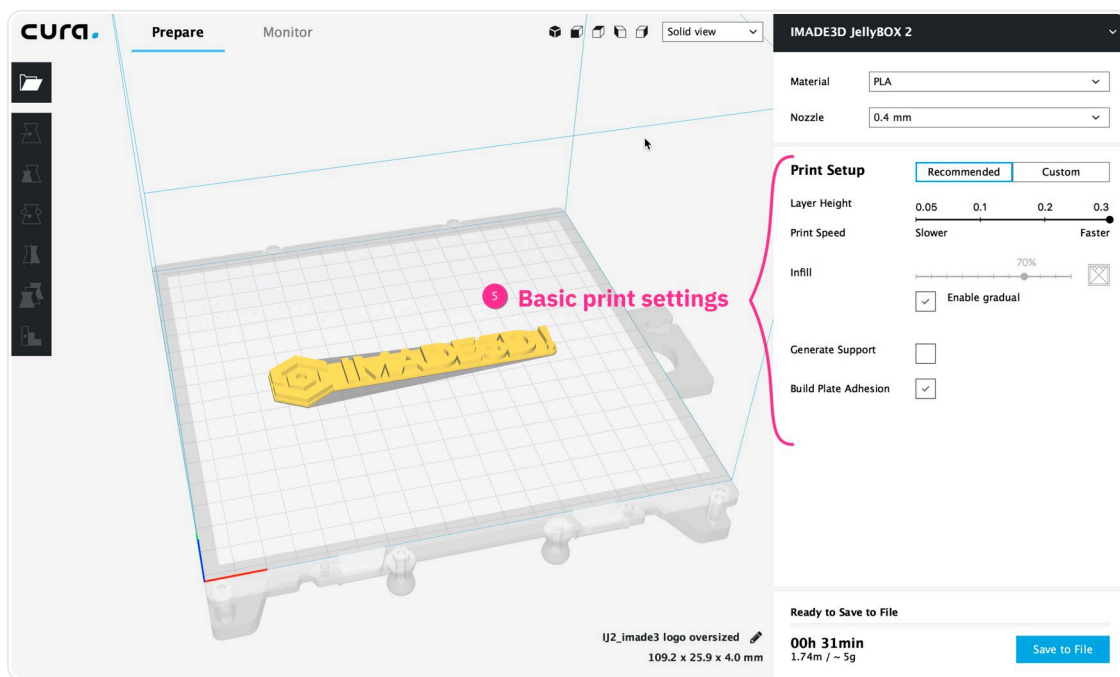 cura.
Prepare
Monitor
Solid view
IMADE3D JellyBOX 2
Material
PLA
Nozzle
0.4 mm
Print Setup
Recommended
Custom
Layer Height
0.05 0.1 0.2 0.3
Print Speed
Slower
Faster
Infill
70%
Enable gradual
5 Basic print settings
IMADE3D!
Generate Support
Build Plate Adhesion
IJ2_imade3 logo oversized
109.2 x 25.9 x 4.0 mm
Ready to Save to File
00h 31min
1.74m / ~ 5g
Save to File